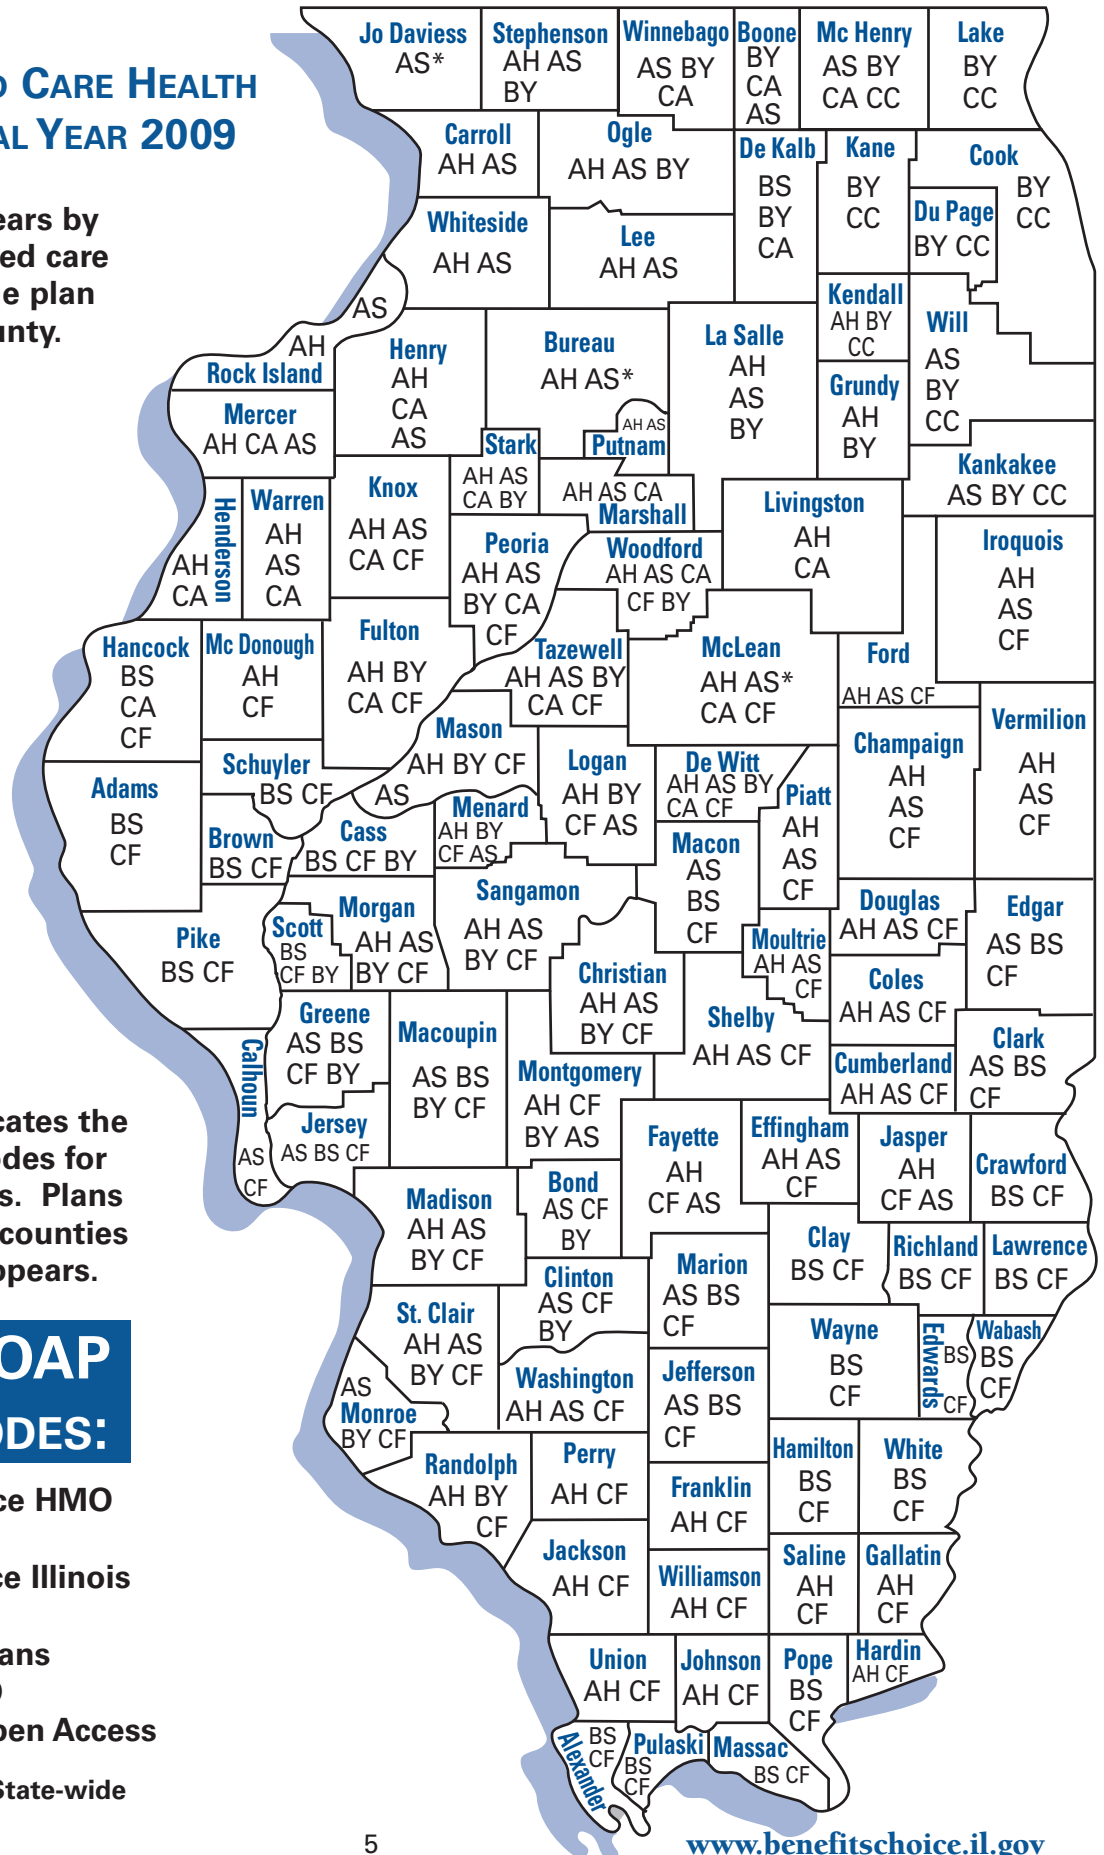 D CARE HEALTH
AL YEAR 2009
ears by
ed care
e plan
unty.
Jo Daviess
AS*
Stephenson
AH AS
BY
Winnebago
AS BY
CA
Boone
BY
CA
AS
Mc Henry
AS BY
CA CC
Lake
BY
CC
Carroll
AH AS
Ogle
AH AS BY
De Kalb
BS
BY
CA
Kane
BY
CC
Cook
BY
CC
Du Page
BY CC
Whiteside
AH AS
Lee
AH AS
AS
AH
Rock Island
Henry
AH
CA
AS
Bureau
AH AS*
La Salle
AH
AS
BY
Kendall
AH BY
CC
Will
AS
BY
CC
Grundy
AH
BY
Mercer
AH CA AS
AH AS
Putnam
Stark
AH AS
CA BY
Kankakee
AS BY CC
Henderson
AH
CA
Warren
AH
AS
CA
Knox
AH AS
CA CF
AH AS CA
Marshall
Livingston
AH
CA
Peoria
AH AS
BY CA
CF
Woodford
AH AS CA
CF BY
Iroquois
AH
AS
CF
Hancock
BS
CA
CF
Mc Donough
AH
CF
Fulton
AH BY
CA CF
Tazewell
AH AS BY
CA CF
McLean
AH AS*
CA CF
Ford
AH AS CF
Vermilion
AH
AS
CF
Mason
AH BY CF
AS
Logan
AH BY
CF AS
De Witt
AH AS BY
CA CF
Champaign
AH
AS
CF
Schuyler
BS CF
Adams
BS
CF
Piatt
AH
AS
CF
Menard
AH BY
CF AS
Brown
BS CF
Cass
BS CF BY
Macon
AS
BS
CF
Sangamon
AH AS
BY CF
Douglas
AH AS CF
Edgar
AS BS
CF
Morgan
AH AS
BY CF
Scott
BS
CF BY
Pike
BS CF
Moultrie
AH AS
CF
Christian
AH AS
BY CF
Coles
AH AS CF
Greene
AS BS
CF BY
Macoupin
AS BS
BY CF
Shelby
AH AS CF
Clark
AS BS
CF
Calhoun
AS
CF
Montgomery
AH CF
BY AS
Cumberland
AH AS CF
Jersey
AS BS CF
Fayette
AH
CF AS
Effingham
AH AS
CF
Jasper
AH
CF AS
Crawford
BS CF
cates the
odes for
s. Plans
counties
ppears.
Madison
AH AS
BY CF
Bond
AS CF
BY
Clay
BS CF
Richland
BS CF
Lawrence
BS CF
Marion
AS BS
CF
Clinton
AS CF
BY
St. Clair
AH AS
BY CF
Wayne
BS
CF
Edwards
BS
CF
Wabash
BS
CF
OAP
ODES:
Washington
AH AS CF
Jefferson
AS BS
CF
AS
Monroe
BY CF
Randolph
AH BY
CF
Perry
AH CF
Hamilton
BS
CF
White
BS
CF
Franklin
AH CF
ce HMO
Jackson
AH CF
Williamson
AH CF
Saline
AH
CF
Gallatin
AH
CF
ce Illinois
ans
Union
AH CF
Johnson
AH CF
Pope
BS
CF
Hardin
AH CF
pen Access
Alexander
BS
CF
Pulaski
BS
CF
Massac
BS CF
State-wide
5
www.benefitschoice.il.gov